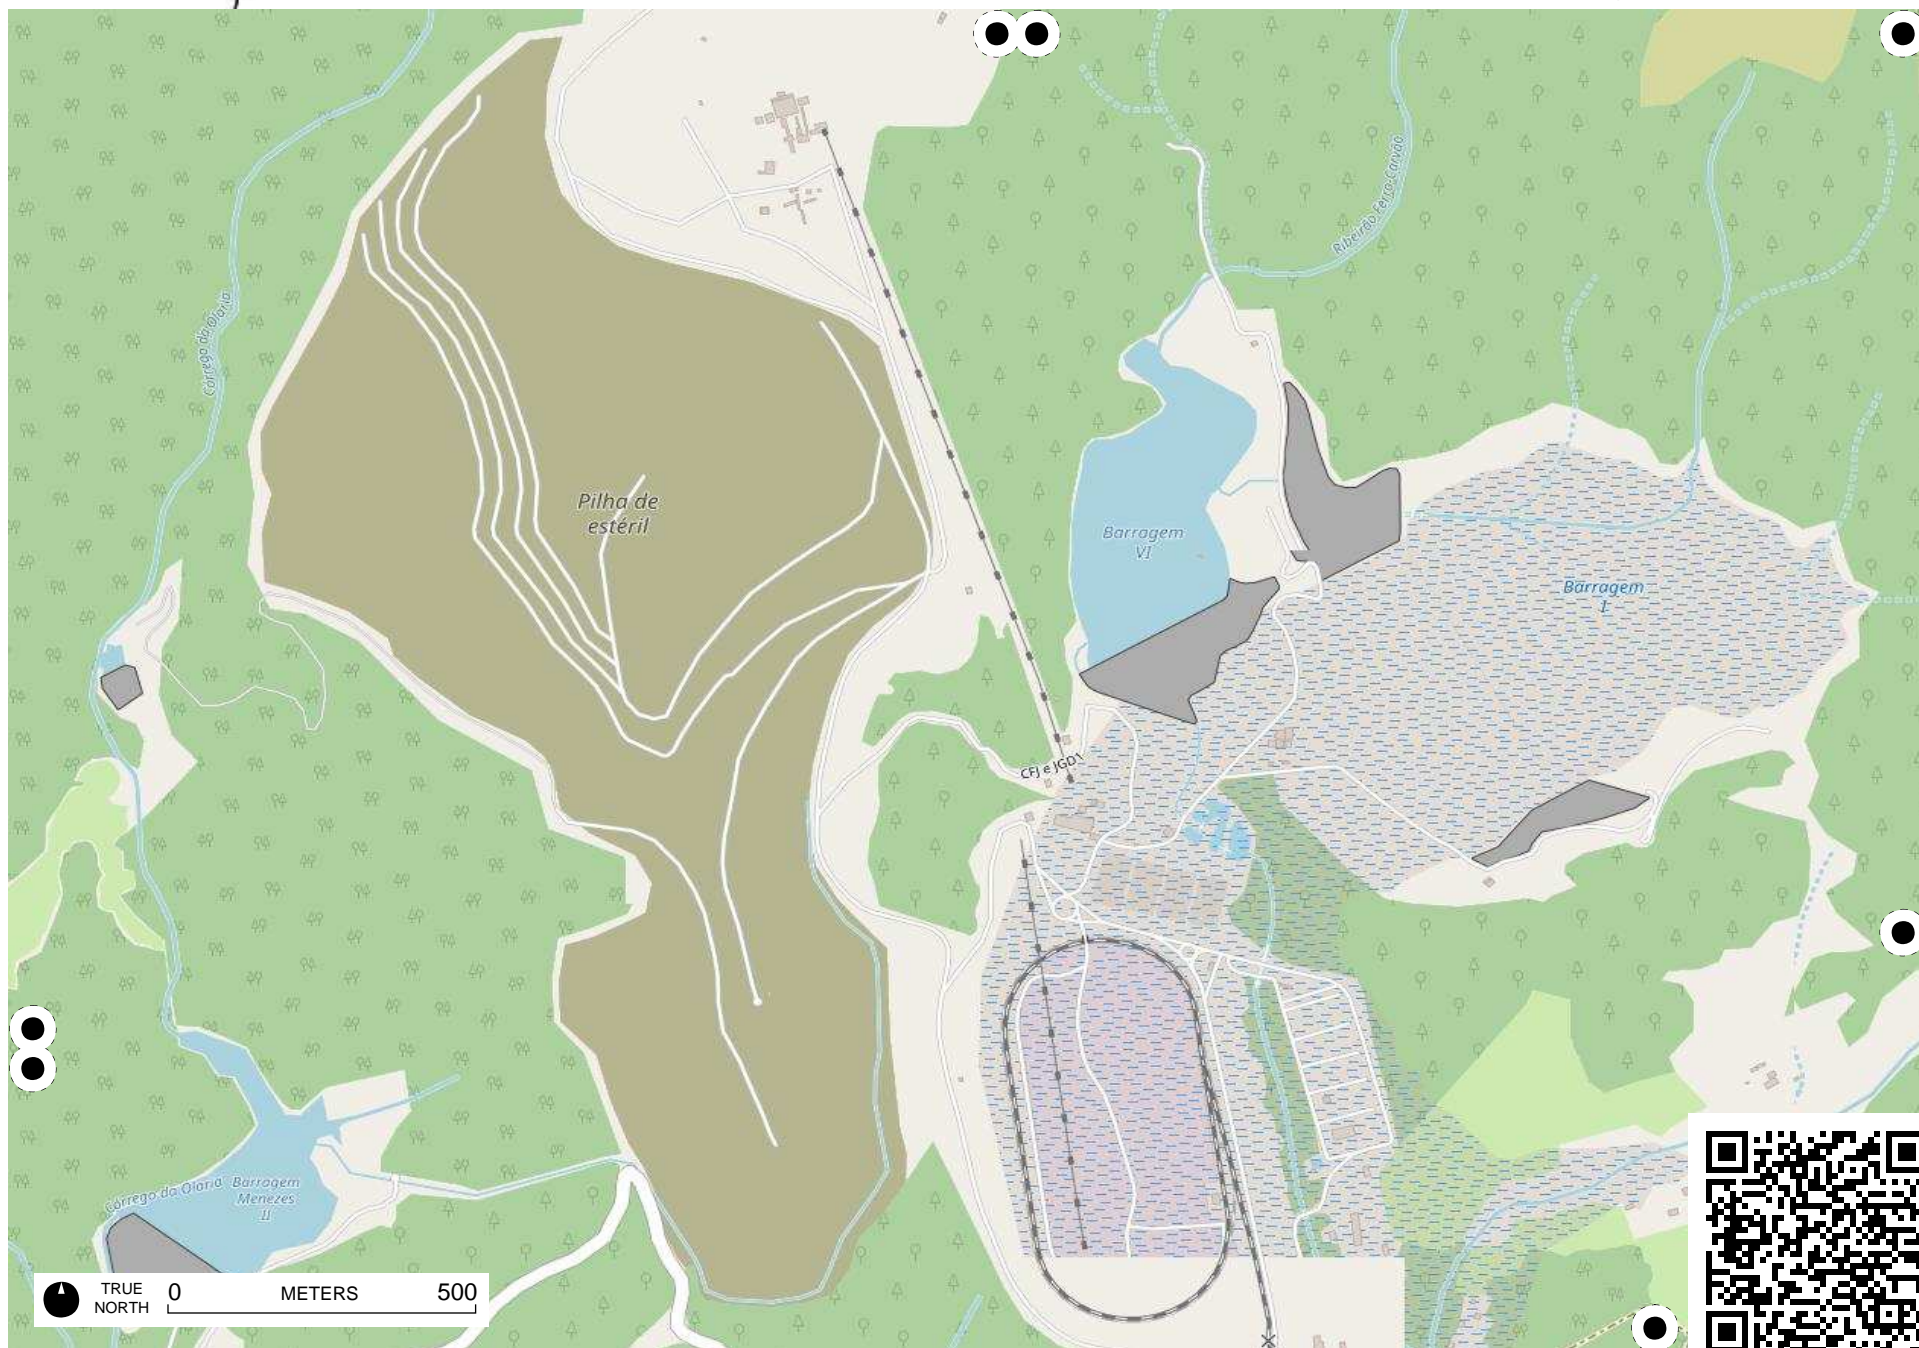 Ribeirão Ferro-Carvão
Córrego da Olaria
Pilha de
estéril
Barragem
VI
Barragem
I
CFJ e JGD\
Córrego da Olaria
Barragem
Menezes
II
TRUE
NORTH
0
METERS
500